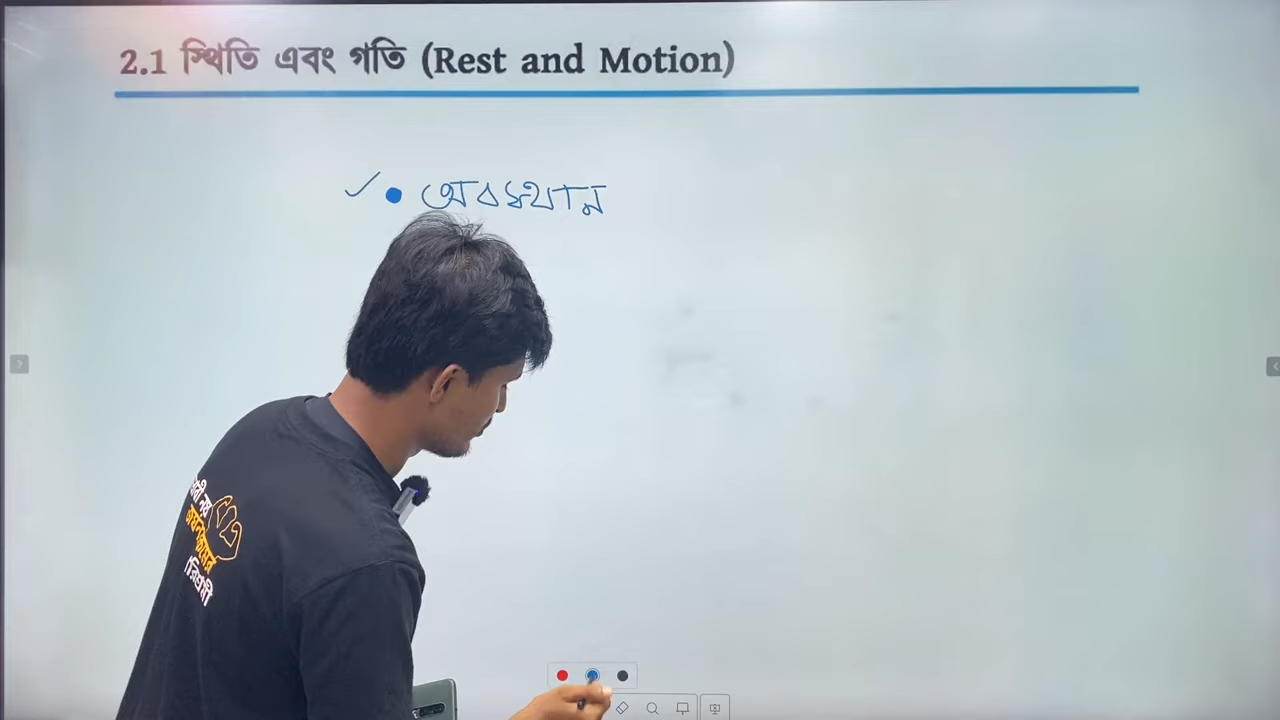 2.1 স্থিতি এবং গতি (Rest and Motion)
অবস্থান